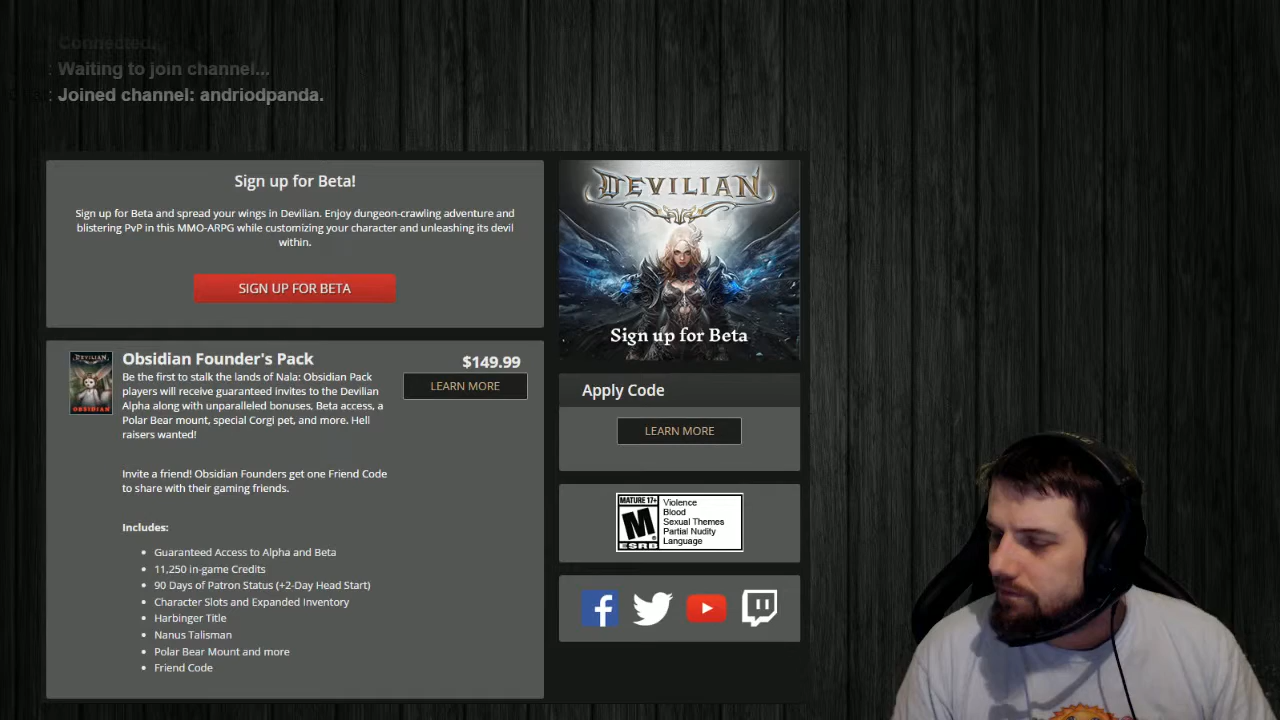 Connected.
: Waiting to join channel...
: Joined channel: andriodpanda.
Sign up for Beta!
Sign up for Beta and spread your wings in Devilian. Enjoy dungeon-crawling adventure and
blistering PvP in this MMO-ARPG while customizing your character and unleashing its devil
within.
SIGN UP FOR BETA
DEVILIAN
Sign up for Beta
DEVILIAN
OBSIDIAN
Obsidian Founder's Pack
$149.99
Be the first to stalk the lands of Nala: Obsidian Pack
players will receive guaranteed invites to the Devilian
Alpha along with unparalleled bonuses, Beta access, a
Polar Bear mount, special Corgi pet, and more. Hell
raisers wanted!
LEARN MORE
Invite a friend! Obsidian Founders get one Friend Code
to share with their gaming friends.
Includes:
• Guaranteed Access to Alpha and Beta
• 11,250 in-game Credits
• 90 Days of Patron Status (+2-Day Head Start)
• Character Slots and Expanded Inventory
• Harbinger Title
• Nanus Talisman
• Polar Bear Mount and more
• Friend Code
Apply Code
LEARN MORE
MATURE 17+
M
ESRB
Violence
Blood
Sexual Themes
Partial Nudity
Language